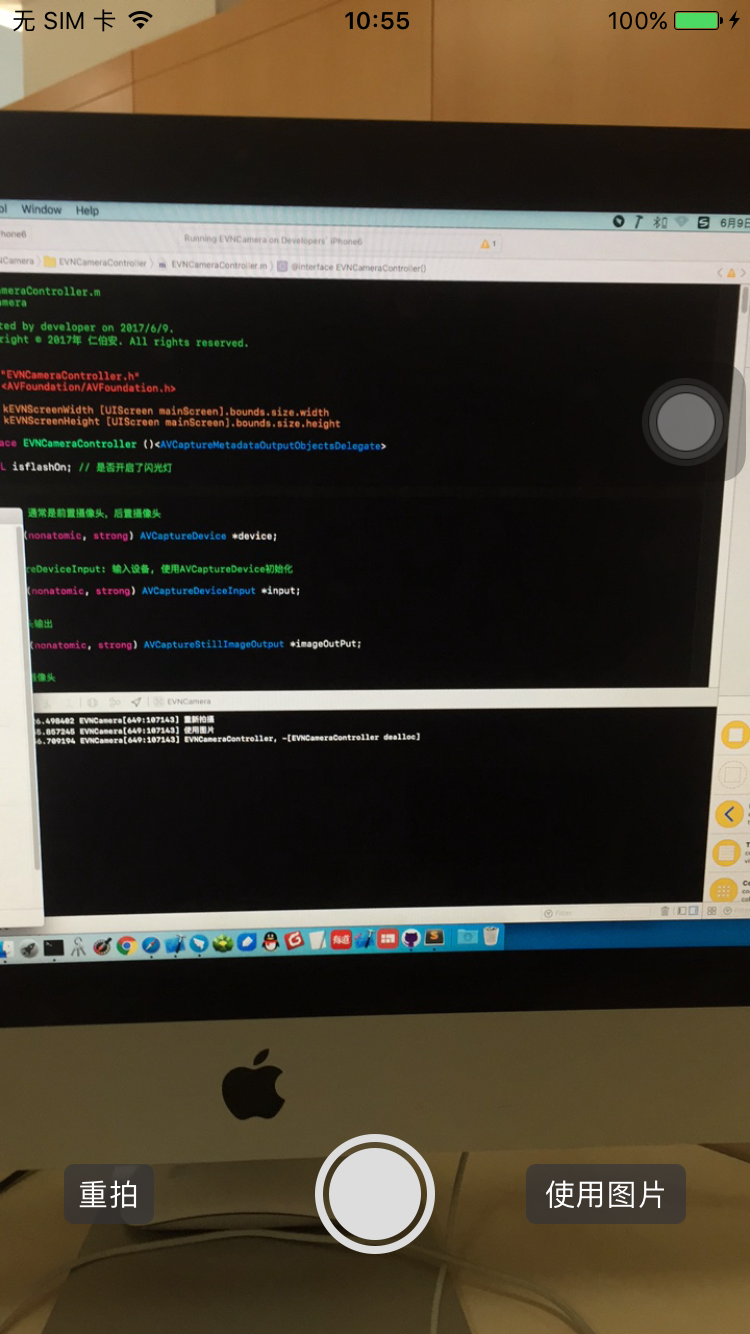 无 SIM 卡 10:55 100%
Window Help
6月9日
Running EVNCamera on Developers' iPhone6 1
EVNCameraController EVNCameraController.m @interface EVNCameraController()
meraController.m
mera
ted by developer on 2017/6/9.
right © 2017年 仁伯安. All rights reserved.
"EVNCameraController.h"
<AVFoundation/AVFoundation.h>
kEVNScreenWidth [UIScreen mainScreen].bounds.size.width
kEVNScreenHeight [UIScreen mainScreen].bounds.size.height
ace EVNCameraController ()<AVCaptureMetadataOutputObjectsDelegate>
L isflashOn; // 是否开启了闪光灯
通常是前置摄像头，后置摄像头
(nonatomic, strong) AVCaptureDevice *device;
reDeviceInput: 输入设备, 使用AVCaptureDevice初始化
(nonatomic, strong) AVCaptureDeviceInput *input;
输出
(nonatomic, strong) AVCaptureStillImageOutput *imageOutPut;
摄像头
EVNCamera
6.498402 EVNCamera[649:107143] 重新拍摄
5.857245 EVNCamera[649:107143] 使用图片
6.709194 EVNCamera[649:107143] EVNCameraController, -[EVNCameraController dealloc]
Filter
有道
重拍 使用图片